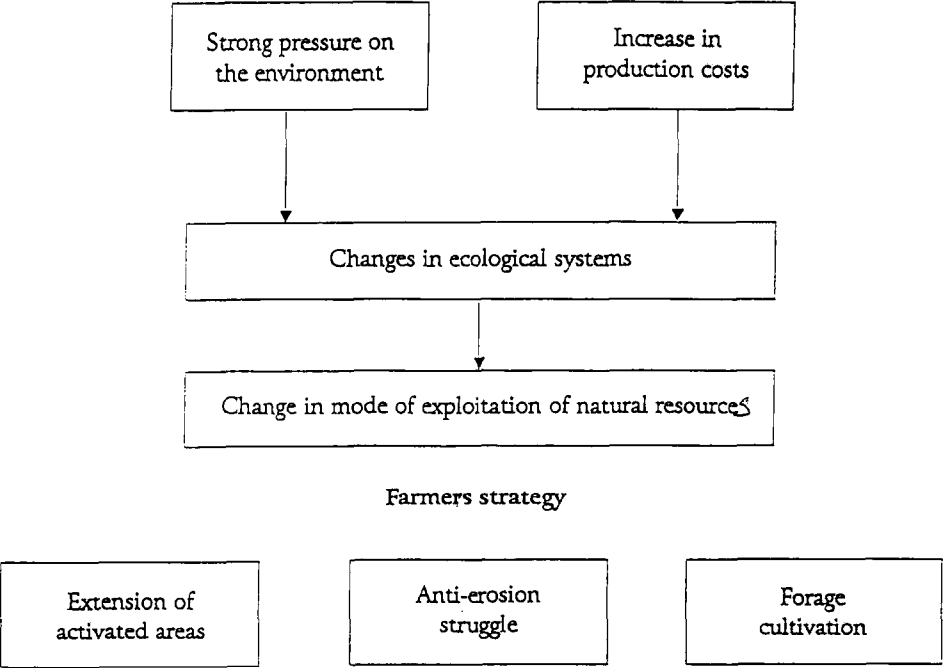 Strong pressure on
the environment
Increase in
production costs
Changes in ecological systems
Change in mode of exploitation of natural resources
Farmers strategy
Extension of
activated areas
Anti-erosion
struggle
Forage
cultivation